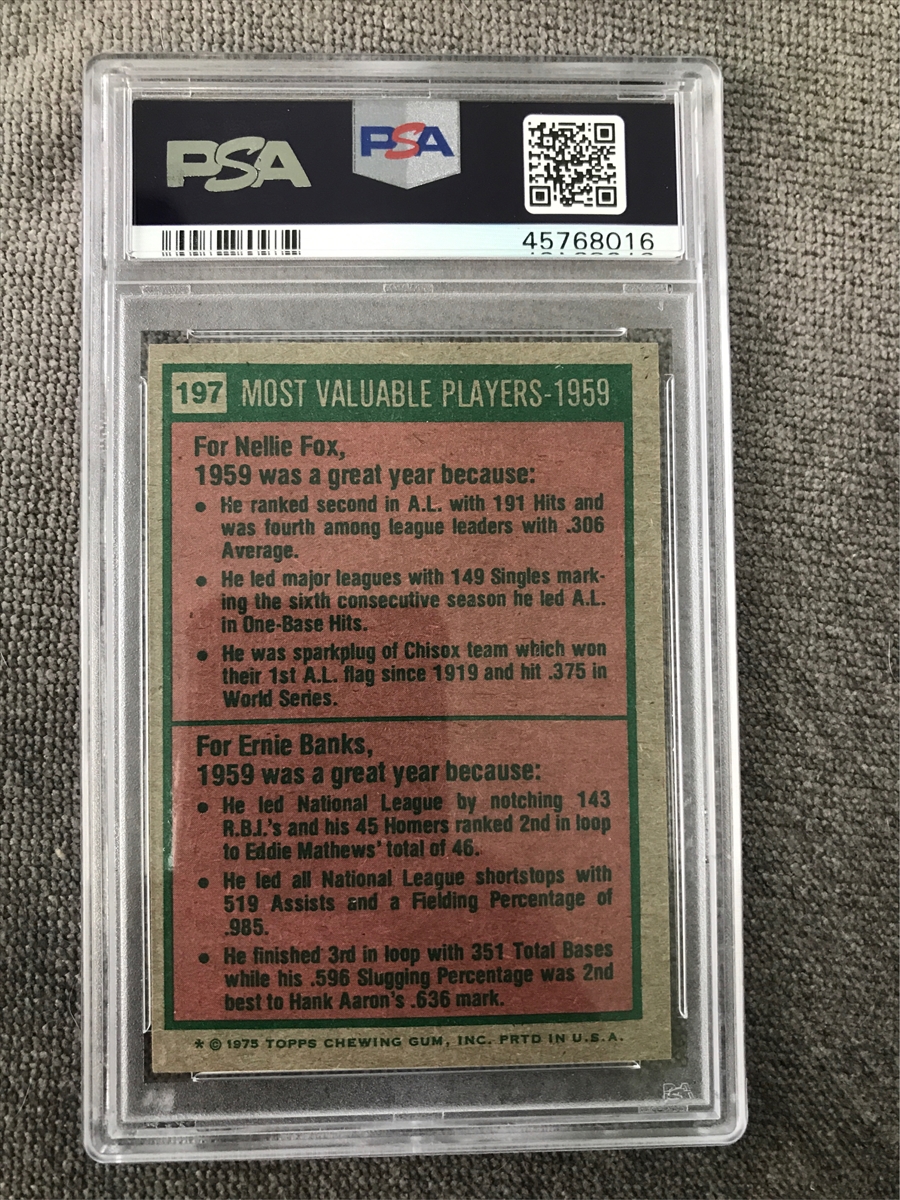 PSA PSA
45768016
197 MOST VALUABLE PLAYERS-1959
For Nellie Fox,
1959 was a great year because:
• He ranked second in A.L. with 191 Hits and
was fourth among league leaders with .306
Average.
• He led major leagues with 149 Singles mark-
ing the sixth consecutive season he led A.L.
in One-Base Hits.
• He was sparkplug of Chisox team which won
their 1st A.L. flag since 1919 and hit .375 in
World Series.
For Ernie Banks,
1959 was a great year because:
• He led National League by notching 143
R.B.I.'s and his 45 Homers ranked 2nd in loop
to Eddie Mathews' total of 46.
• He led all National League shortstops with
519 Assists and a Fielding Percentage of
.985.
• He finished 3rd in loop with 351 Total Bases
while his .596 Slugging Percentage was 2nd
best to Hank Aaron's .636 mark.
* © 1975 TOPPS CHEWING GUM, INC. PRTD IN U.S.A.
PSA